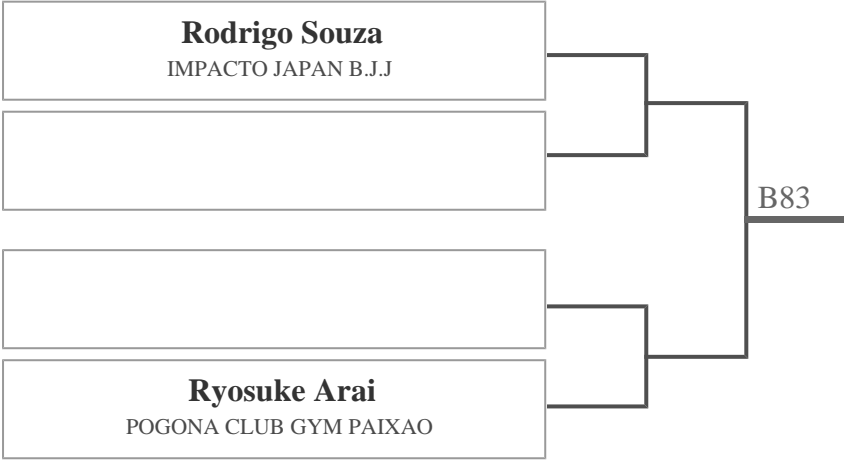 Rodrigo Souza
IMPACTO JAPAN B.J.J
B83
Ryosuke Arai
POGONA CLUB GYM PAIXAO